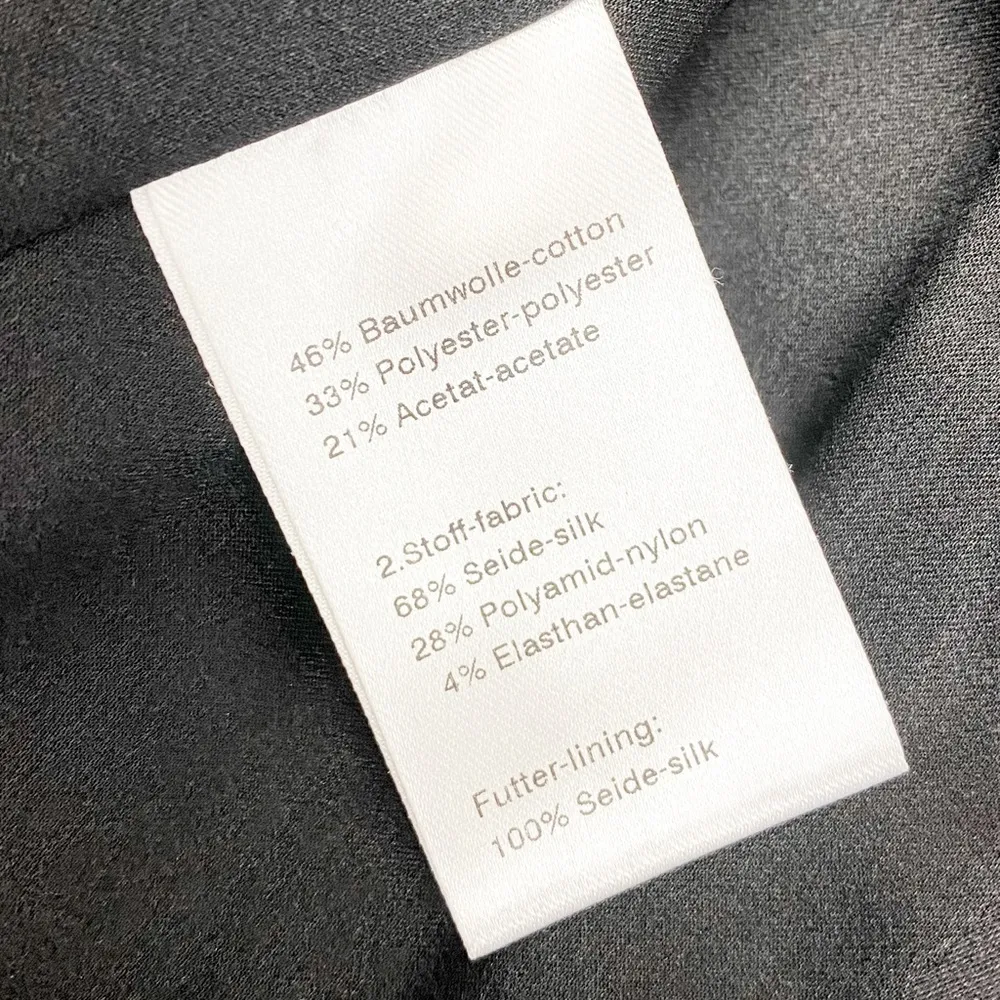 46% Baumwolle-cotton
33% Polyester-polyester
21% Acetat-acetate
2.Stoff-fabric:
68% Seide-silk
28% Polyamid-nylon
4% Elasthan-elastane
Futter-lining:
100% Seide-silk